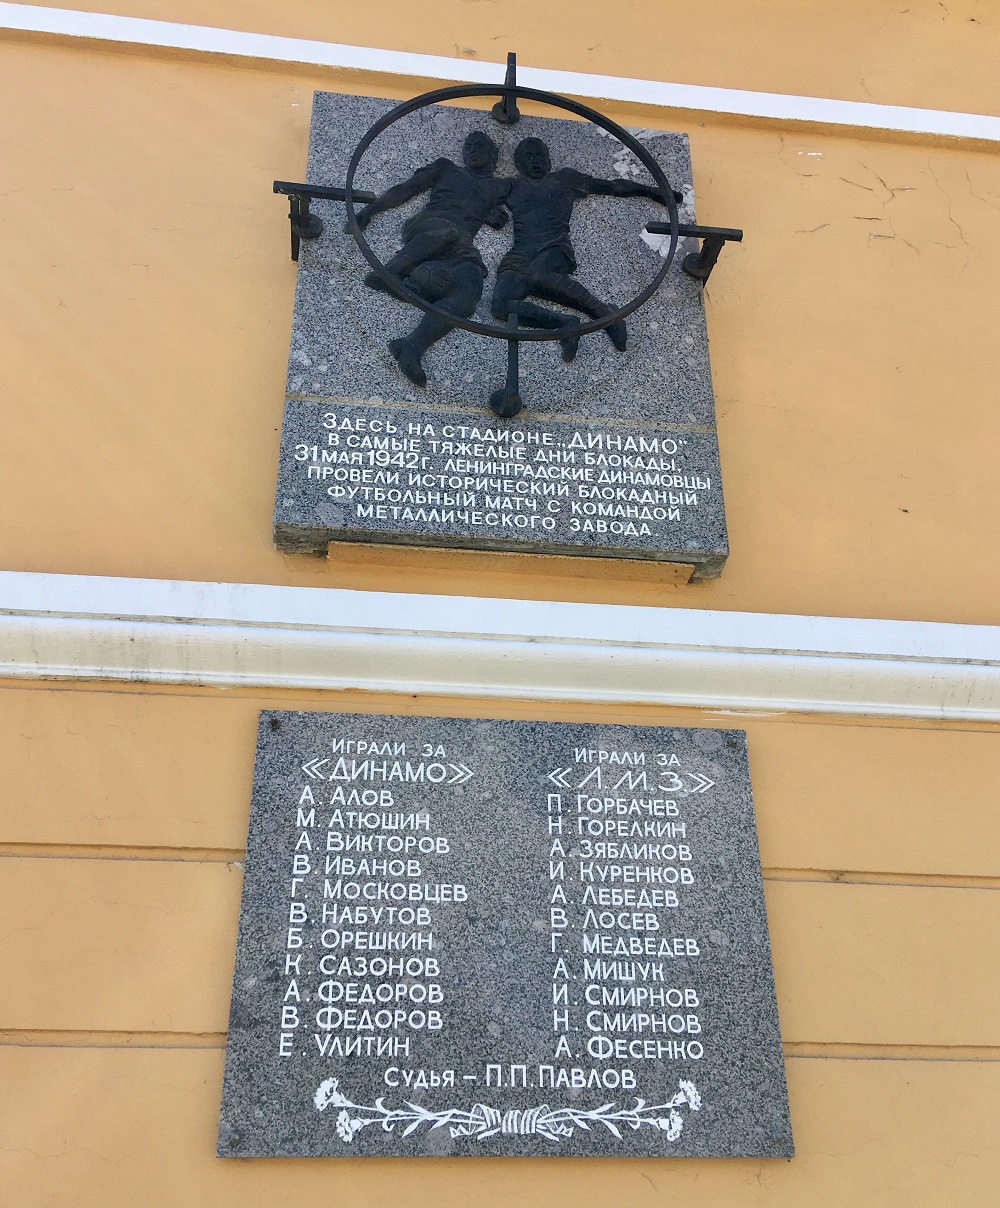 ЗДЕСЬ НА СТАДИОНЕ „ДИНАМО"
В САМЫЕ ТЯЖЕЛЫЕ ДНИ БЛОКАДЫ,
31 МАЯ 1942 Г. ЛЕНИНГРАДСКИЕ ДИНАМОВЦЫ
ПРОВЕЛИ ИСТОРИЧЕСКИЙ БЛОКАДНЫЙ
ФУТБОЛЬНЫЙ МАТЧ С КОМАНДОЙ
МЕТАЛЛИЧЕСКОГО ЗАВОДА
ИГРАЛИ ЗА
«ДИНАМО»
А. АЛОВ
М. АТЮШИН
А. ВИКТОРОВ
В. ИВАНОВ
Г. МОСКОВЦЕВ
В. НАБУТОВ
Б. ОРЕШКИН
К. САЗОНОВ
А. ФЕДОРОВ
В. ФЕДОРОВ
Е. УЛИТИН
ИГРАЛИ ЗА
«Л.М.З.»
П. ГОРБАЧЕВ
Н. ГОРЕЛКИН
А. ЗЯБЛИКОВ
И. КУРЕНКОВ
А. ЛЕБЕДЕВ
В. ЛОСЕВ
Г. МЕДВЕДЕВ
А. МИШУК
И. СМИРНОВ
Н. СМИРНОВ
А. ФЕСЕНКО
СУДЬЯ – П.П. ПАВЛОВ